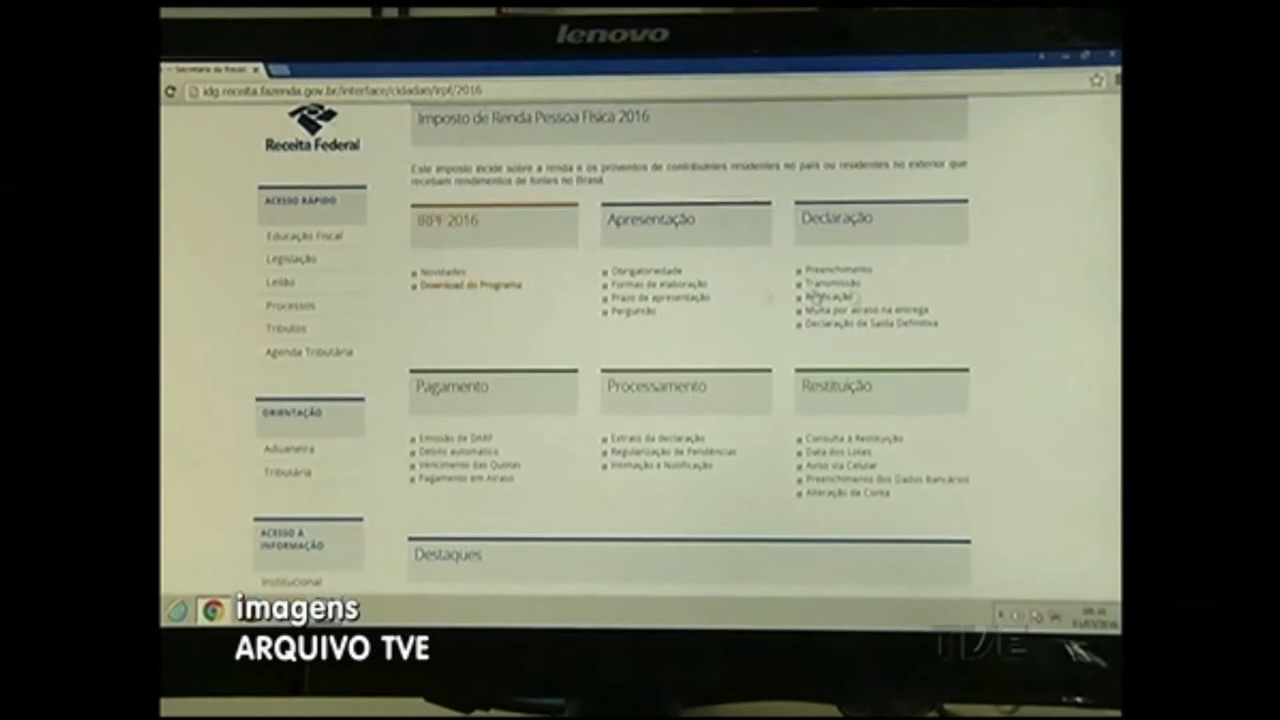 lenovo
Secretaria da Recei
idg.receita.fazenda.gov.br/interface/cidadao/irpf/2016
Receita Federal
Imposto de Renda Pessoa Física 2016
Este imposto incide sobre a renda e os proventos de contribuintes residentes no país ou residentes no exterior que
recebam rendimentos de fontes no Brasil.
ACESSO RÁPIDO
Educação Fiscal
Legislação
Leilão
Processos
Tributos
Agenda Tributária
ORIENTAÇÃO
Aduaneira
Tributária
ACESSO À
INFORMAÇÃO
Institucional
IRPF 2016
Novidades
Download do Programa
Apresentação
Obrigatoriedade
Formas de elaboração
Prazo de apresentação
Perguntão
Declaração
Preenchimento
Transmissão
Retificação
Multa por atraso na entrega
Declaração de Saída Definitiva
Pagamento
Emissão de DARF
Débito automático
Vencimento das Quotas
Pagamento em Atraso
Processamento
Extrato da declaração
Regularização de Pendências
Intimação e Notificação
Restituição
Consulta à Restituição
Data dos Lotes
Aviso via Celular
Preenchimento dos Dados Bancários
Alteração de Conta
Destaques
imagens
ARQUIVO TVE
TVE